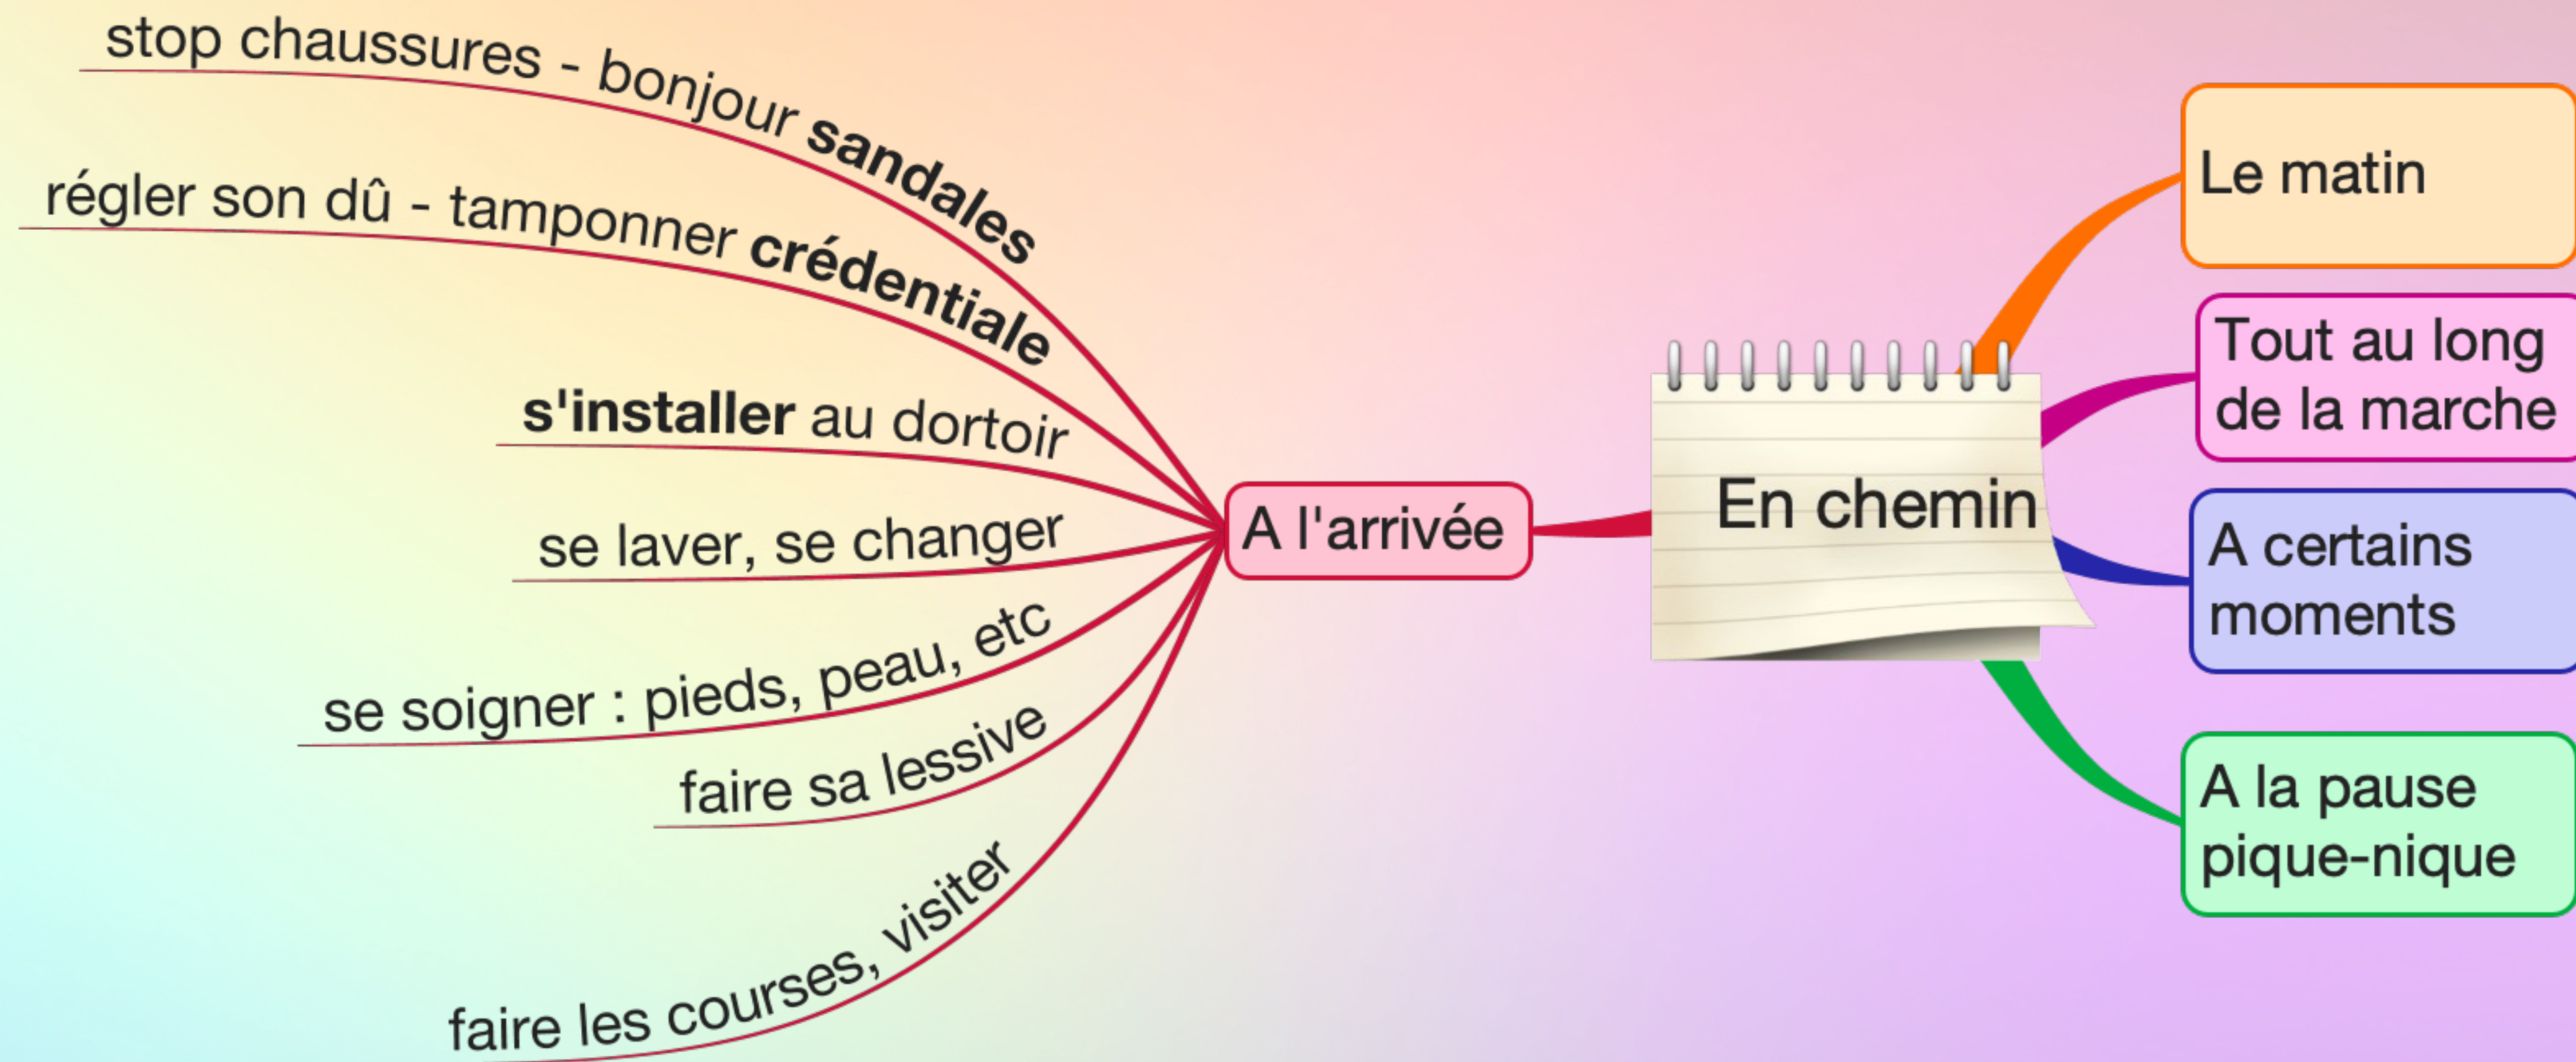 stop chaussures - bonjour sandales
régler son dû - tamponner crédentiale
s'installer au dortoir
se laver, se changer
se soigner : pieds, peau, etc
faire sa lessive
faire les courses, visiter
A l'arrivée
En chemin
Le matin
Tout au long
de la marche
A certains
moments
A la pause
pique-nique